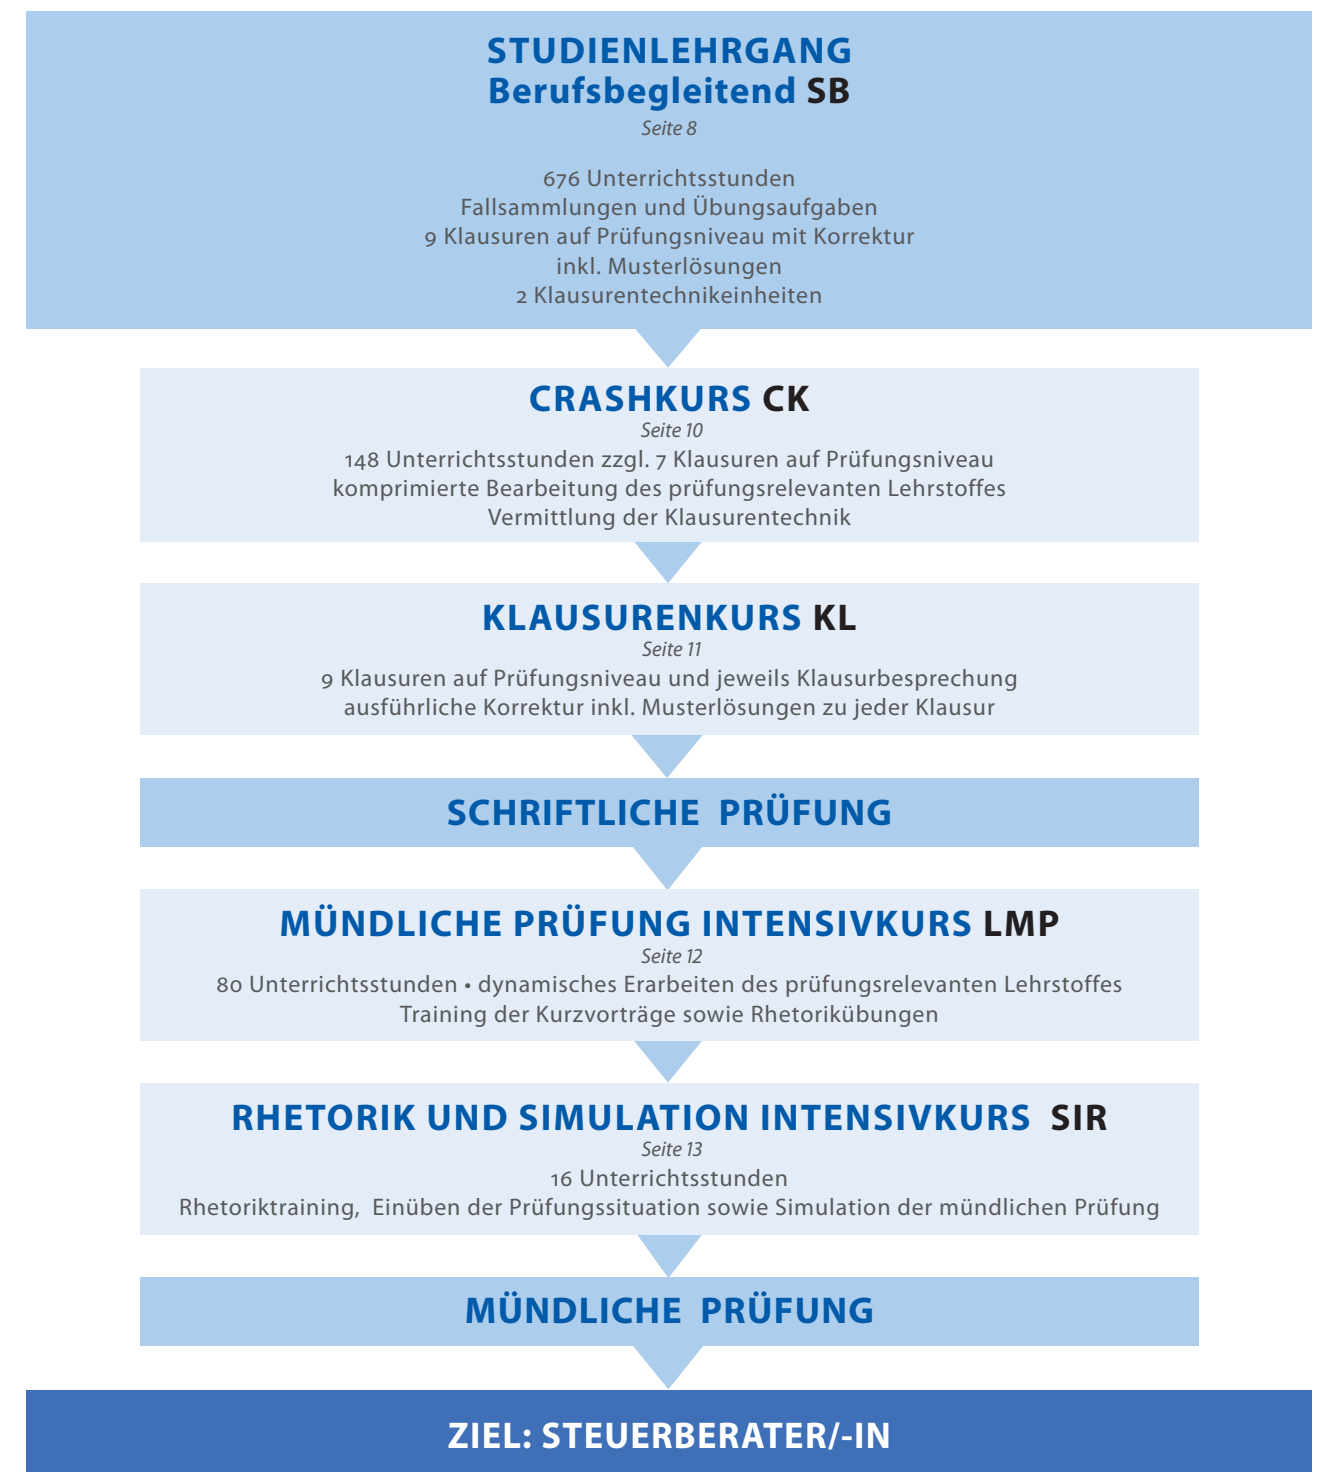 STUDIENLEHRGANG
Berufsbegleitend SB
Seite 8
676 Unterrichtsstunden
Fallsammlungen und Übungsaufgaben
9 Klausuren auf Prüfungsniveau mit Korrektur
inkl. Musterlösungen
2 Klausurentechnikeinheiten
CRASHKURS CK
Seite 10
148 Unterrichtsstunden zzgl. 7 Klausuren auf Prüfungsniveau
komprimierte Bearbeitung des prüfungsrelevanten Lehrstoffes
Vermittlung der Klausurentechnik
KLAUSURENKURS KL
Seite 11
9 Klausuren auf Prüfungsniveau und jeweils Klausurbesprechung
ausführliche Korrektur inkl. Musterlösungen zu jeder Klausur
SCHRIFTLICHE PRÜFUNG
MÜNDLICHE PRÜFUNG INTENSIVKURS LMP
Seite 12
80 Unterrichtsstunden • dynamisches Erarbeiten des prüfungsrelevanten Lehrstoffes
Training der Kurzvorträge sowie Rhetorikübungen
RHETORIK UND SIMULATION INTENSIVKURS SIR
Seite 13
16 Unterrichtsstunden
Rhetoriktraining, Einüben der Prüfungssituation sowie Simulation der mündlichen Prüfung
MÜNDLICHE PRÜFUNG
ZIEL: STEUERBERATER/-IN